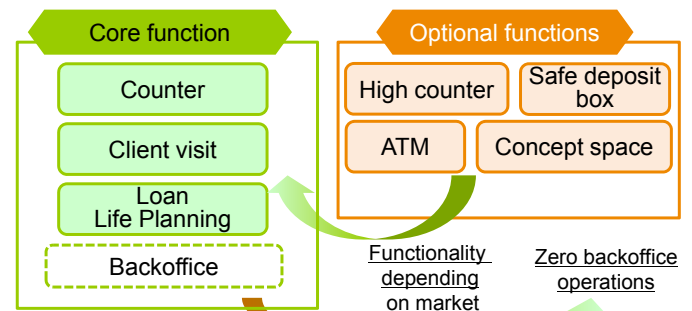 Core function
Counter
Client visit
Loan
Life Planning
Backoffice
Optional functions
High counter
Safe deposit
box
ATM
Concept space
Functionality
depending
on market
Zero backoffice
operations